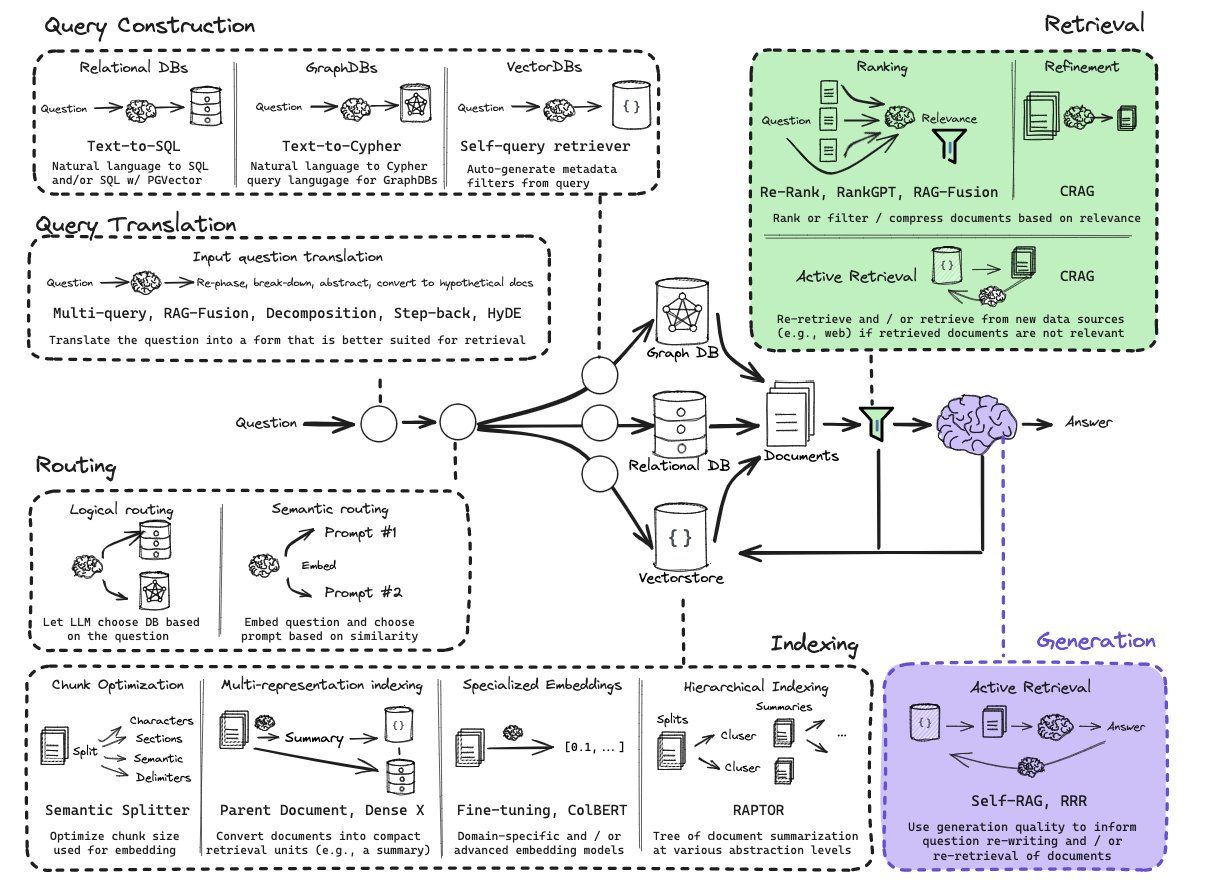 Query Construction
Relational DBs
Question
Text-to-SQL
Natural language to SQL
and/or SQL w/ PGVector
GraphDBs
Question
Text-to-Cypher
Natural language to Cypher
query langugage for GraphDBs
VectorDBs
Question
{ }
Self-query retriever
Auto-generate metadata
filters from query
Retrieval
Ranking
Question
Relevance
Re-Rank, RankGPT, RAG-Fusion
Refinement
CRAG
Rank or filter / compress documents based on relevance
Active Retrieval
{ }
CRAG
Re-retrieve and / or retrieve from new data sources
(e.g., web) if retrieved documents are not relevant
Query Translation
Input question translation
Question
Re-phase, break-down, abstract, convert to hypothetical docs
Multi-query, RAG-Fusion, Decomposition, Step-back, HyDE
Translate the question into a form that is better suited for retrieval
Question
Graph DB
Relational DB
{ }
Vectorstore
Documents
Answer
Routing
Logical routing
Let LLM choose DB based
on the question
Semantic routing
Prompt #1
Embed
Prompt #2
Embed question and choose
prompt based on similarity
Indexing
Chunk Optimization
Split
Characters
Sections
Semantic
Delimiters
Semantic Splitter
Optimize chunk size
used for embedding
Multi-representation indexing
Summary
{ }
Parent Document, Dense X
Convert documents into compact
retrieval units (e.g., a summary)
Specialized Embeddings
[0.1, ...]
Fine-tuning, ColBERT
Domain-specific and / or
advanced embedding models
Hierarchical Indexing
Splits
Summaries
Cluser
Cluser
...
RAPTOR
Tree of document summarization
at various abstraction levels
Generation
Active Retrieval
{ }
Answer
Self-RAG, RRR
Use generation quality to inform
question re-writing and / or
re-retrieval of documents